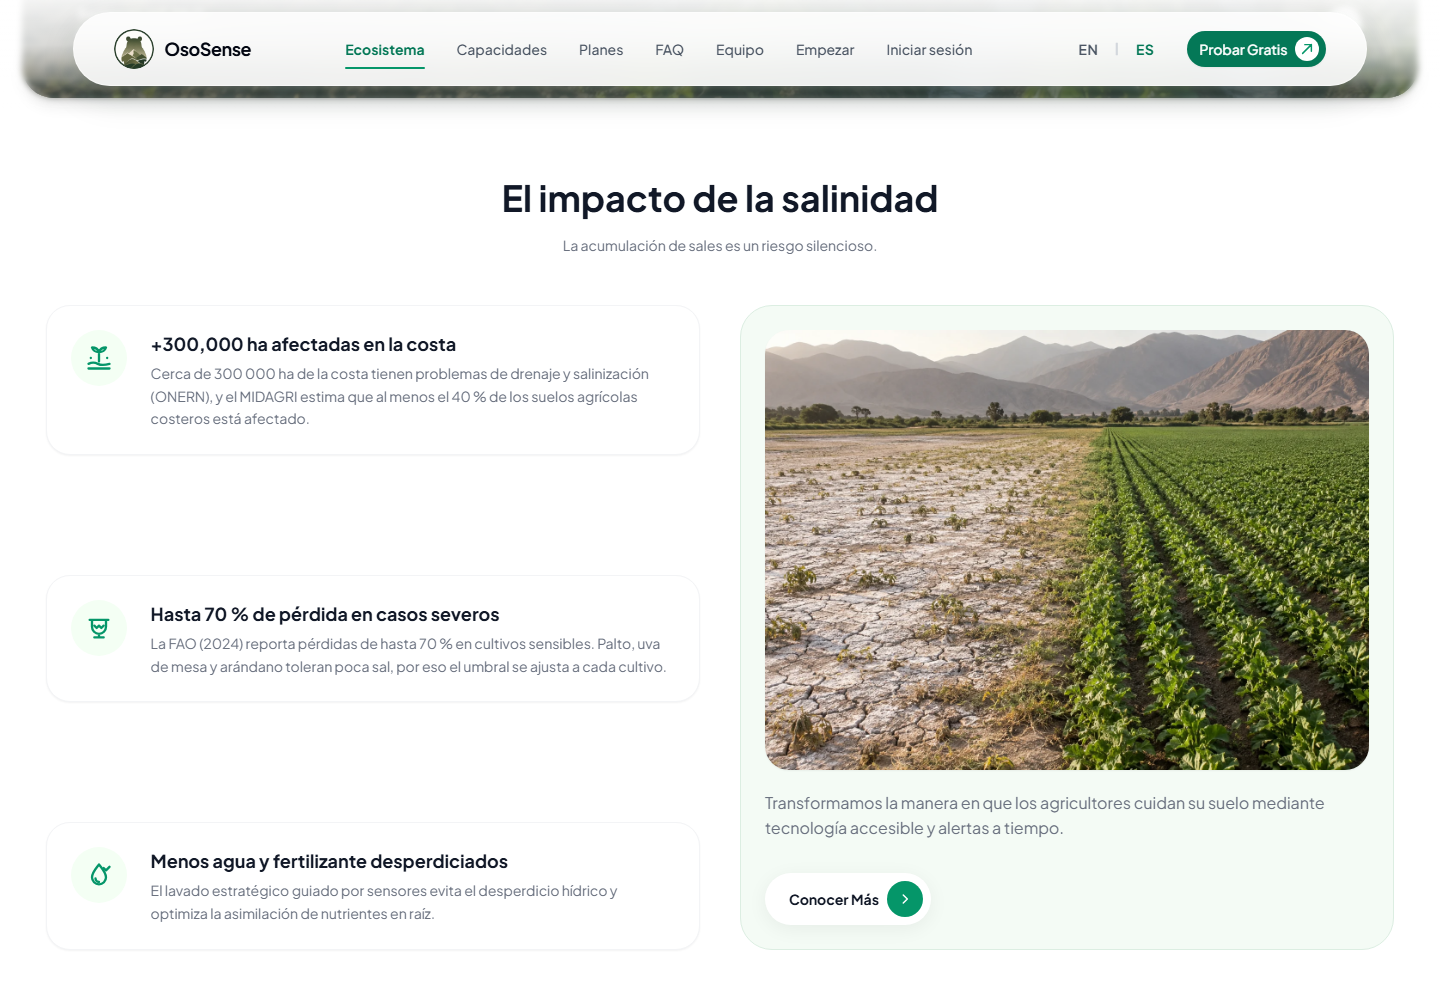 OsoSense
Ecosistema
Capacidades
Planes
FAQ
Equipo
Empezar
Iniciar sesión
EN | ES
Probar Gratis
El impacto de la salinidad
La acumulación de sales es un riesgo silencioso.
+300,000 ha afectadas en la costa
Cerca de 300 000 ha de la costa tienen problemas de drenaje y salinización
(ONERN), y el MIDAGRI estima que al menos el 40 % de los suelos agrícolas
costeros está afectado.
Hasta 70 % de pérdida en casos severos
La FAO (2024) reporta pérdidas de hasta 70 % en cultivos sensibles. Palto, uva
de mesa y arándano toleran poca sal, por eso el umbral se ajusta a cada cultivo.
Menos agua y fertilizante desperdiciados
El lavado estratégico guiado por sensores evita el desperdicio hídrico y
optimiza la asimilación de nutrientes en raíz.
Transformamos la manera en que los agricultores cuidan su suelo mediante
tecnología accesible y alertas a tiempo.
Conocer Más